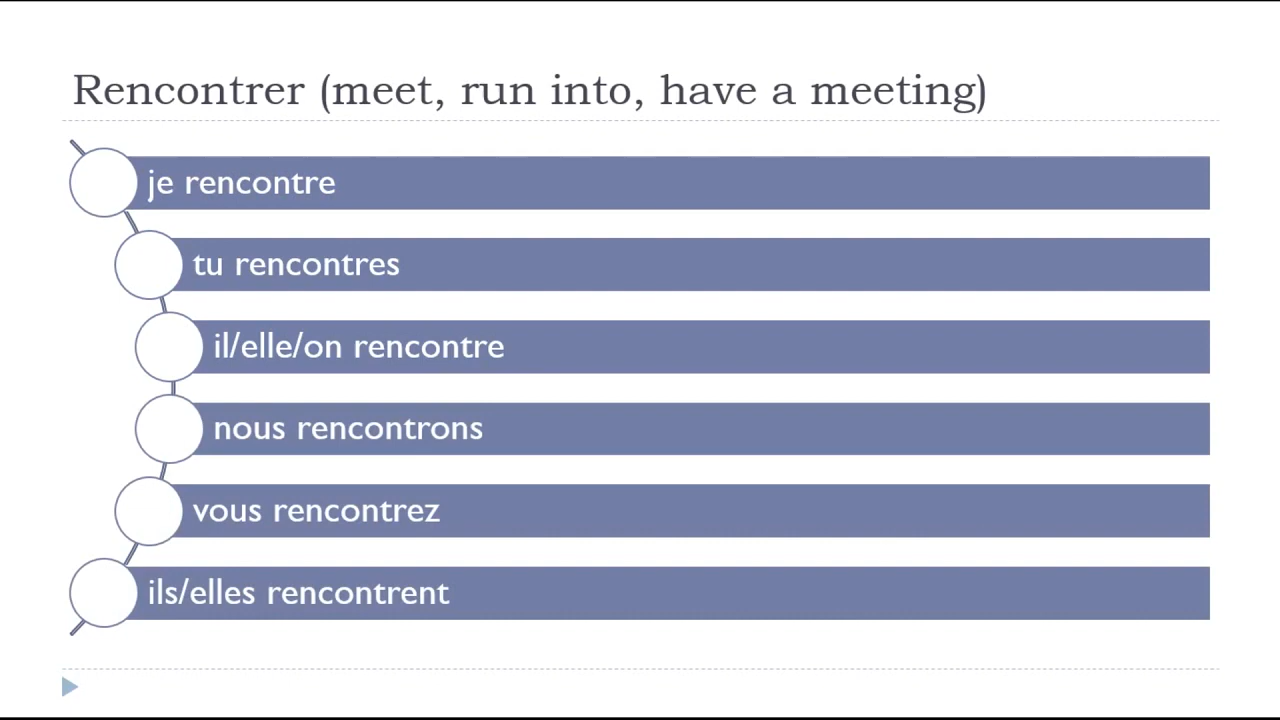 Rencontrer (meet, run into, have a meeting)
je rencontre
tu rencontres
il/elle/on rencontre
nous rencontrons
vous rencontrez
ils/elles rencontrent